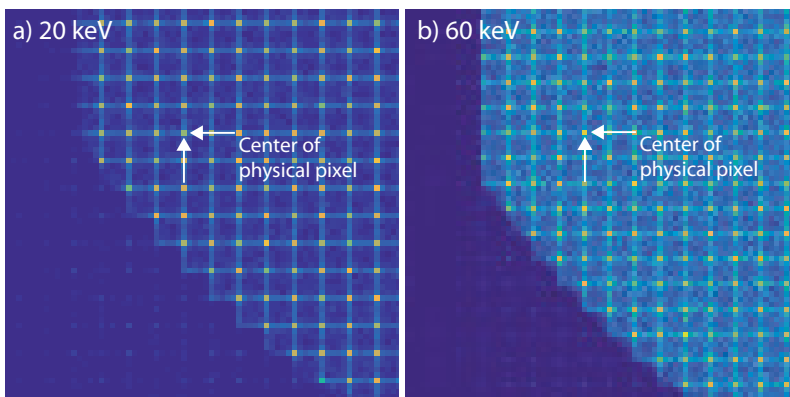 a) 20 keV
Center of
physical pixel
b) 60 keV
Center of
physical pixel